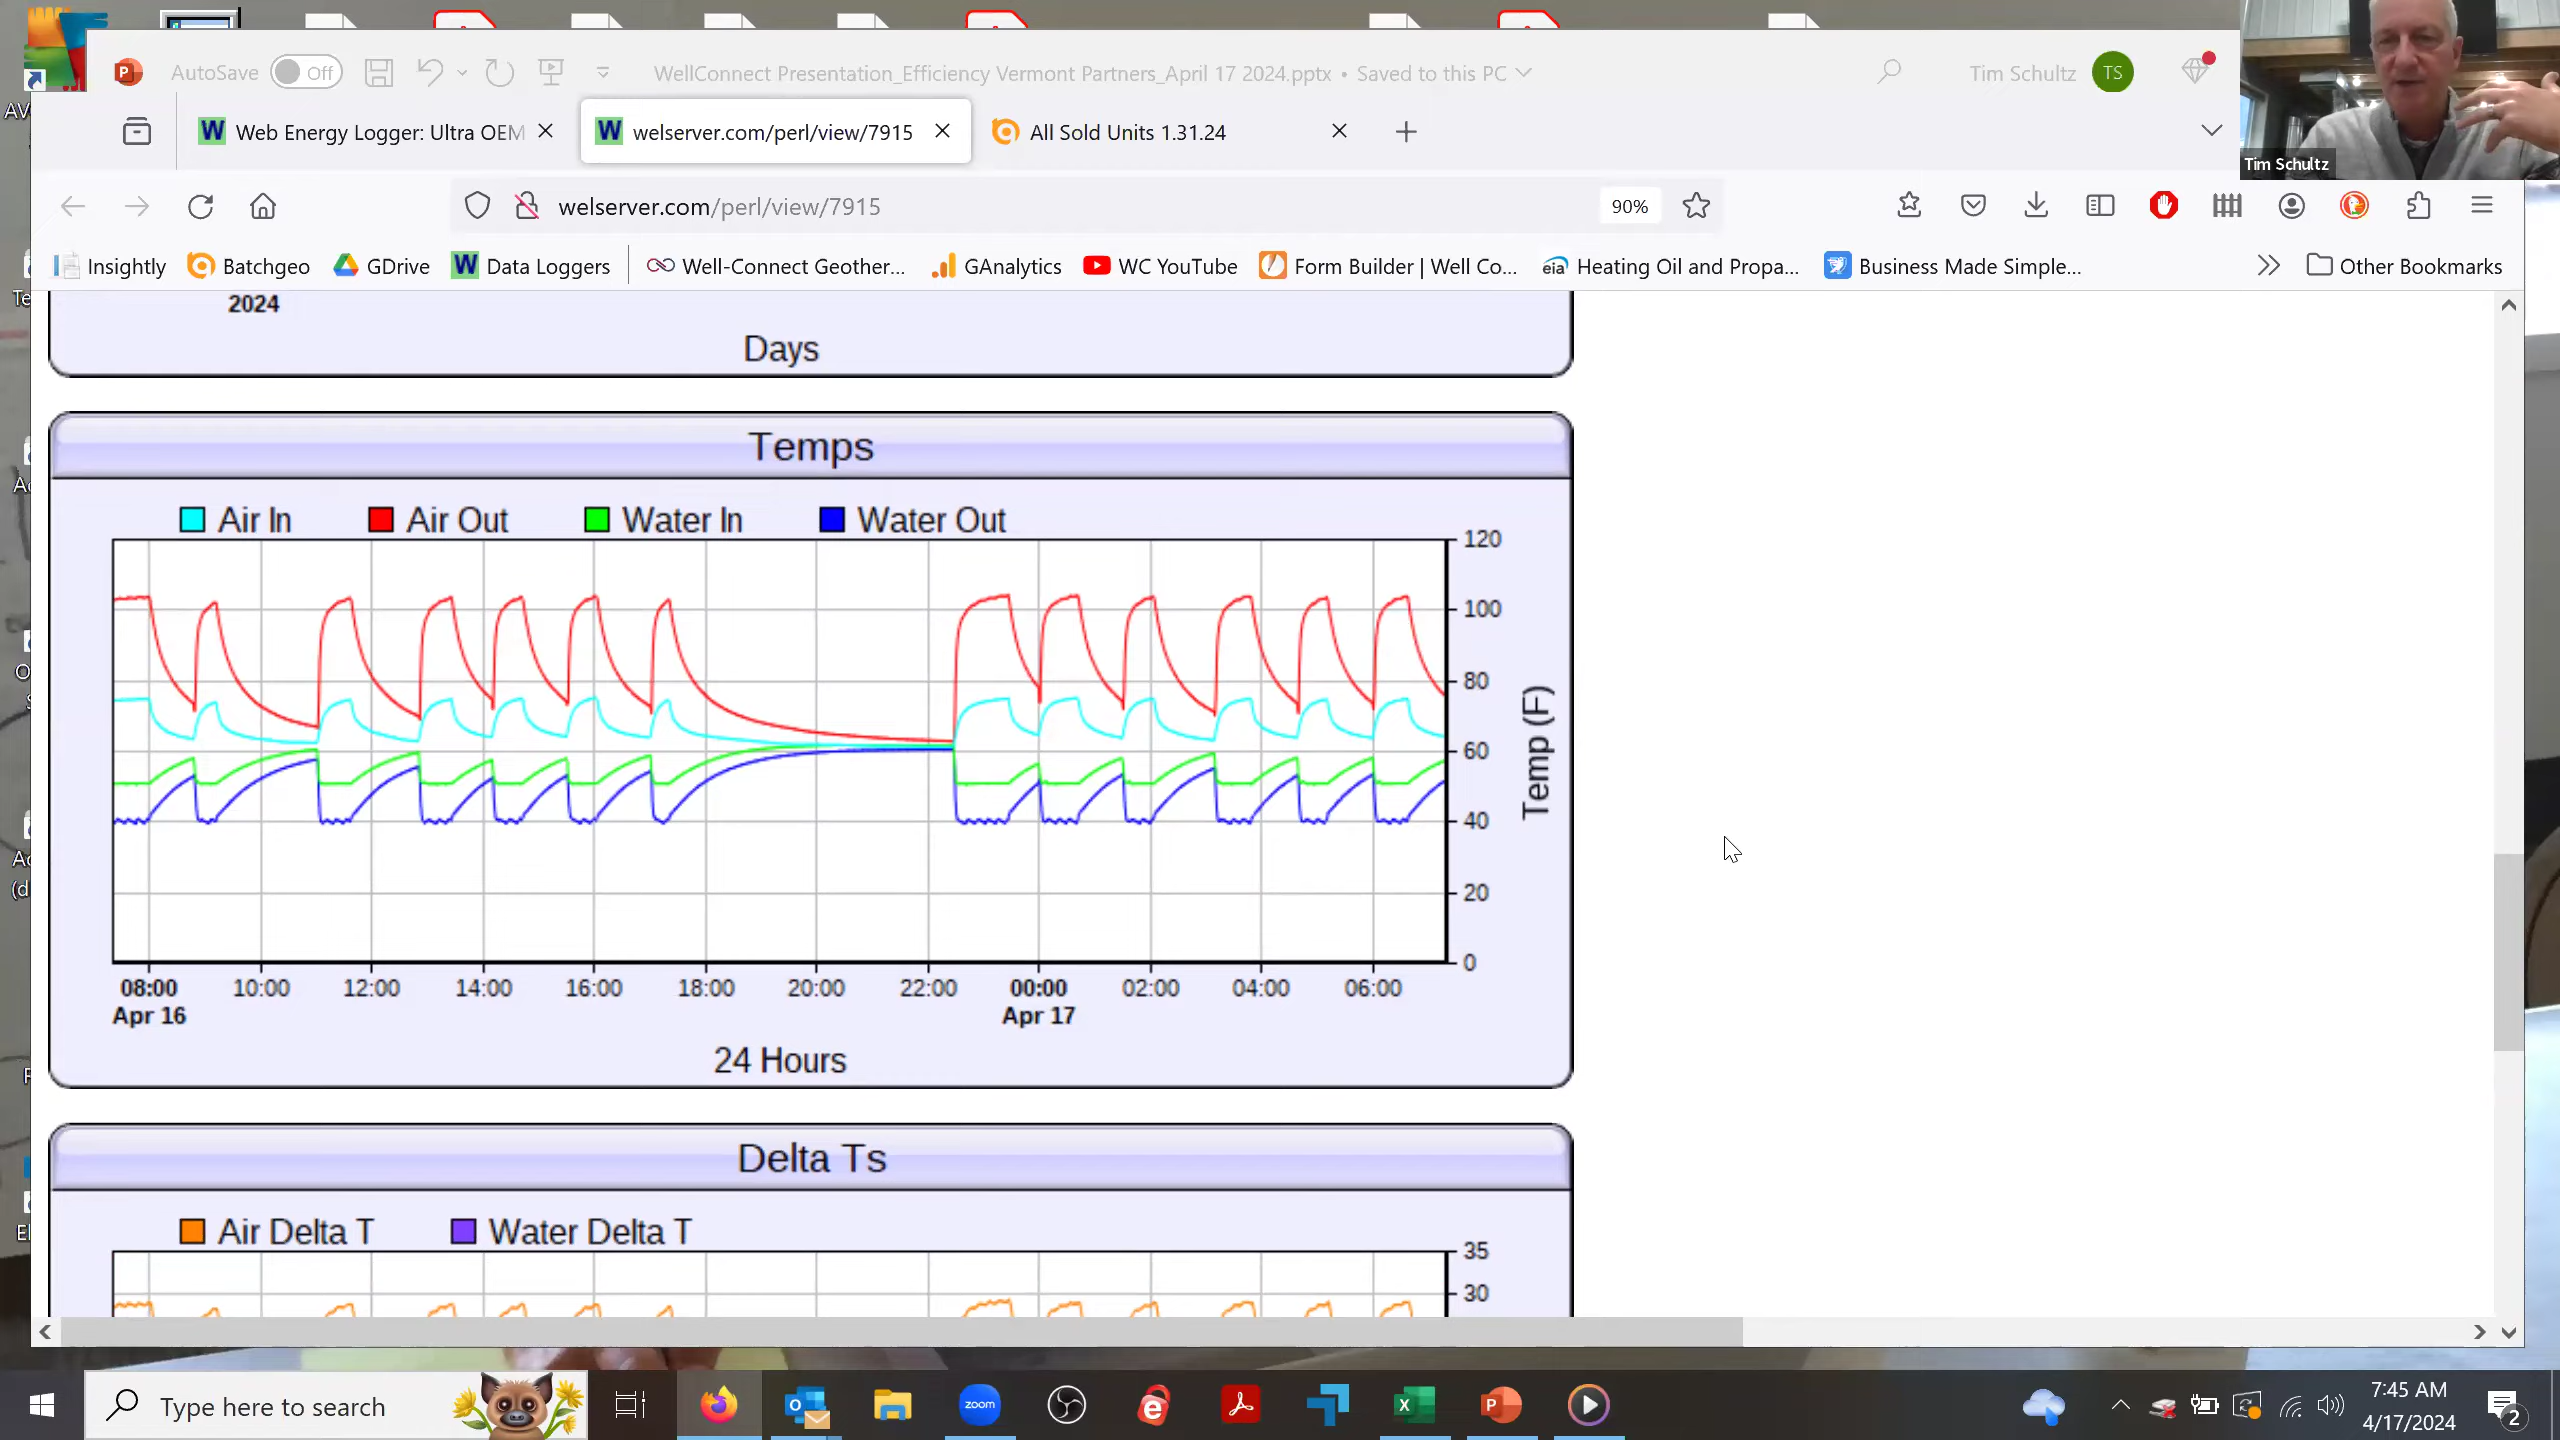 AutoSave Off
WellConnect Presentation_Efficiency Vermont Partners_April 17 2024.pptx • Saved to this PC
Tim Schultz TS
Web Energy Logger: Ultra OEM
welserver.com/perl/view/7915
All Sold Units 1.31.24
Tim Schultz
welserver.com/perl/view/7915
90%
Insightly Batchgeo GDrive Data Loggers Well-Connect Geother... GAnalytics WC YouTube Form Builder | Well Co... eia Heating Oil and Propa... Business Made Simple... Other Bookmarks
2024
Days
Temps
Air In Air Out Water In Water Out
120
100
80
60
40
20
0
Temp (F)
08:00 10:00 12:00 14:00 16:00 18:00 20:00 22:00 00:00 02:00 04:00 06:00
Apr 16 Apr 17
24 Hours
Delta Ts
Air Delta T Water Delta T
35
30
Type here to search
zoom
7:45 AM
4/17/2024
2